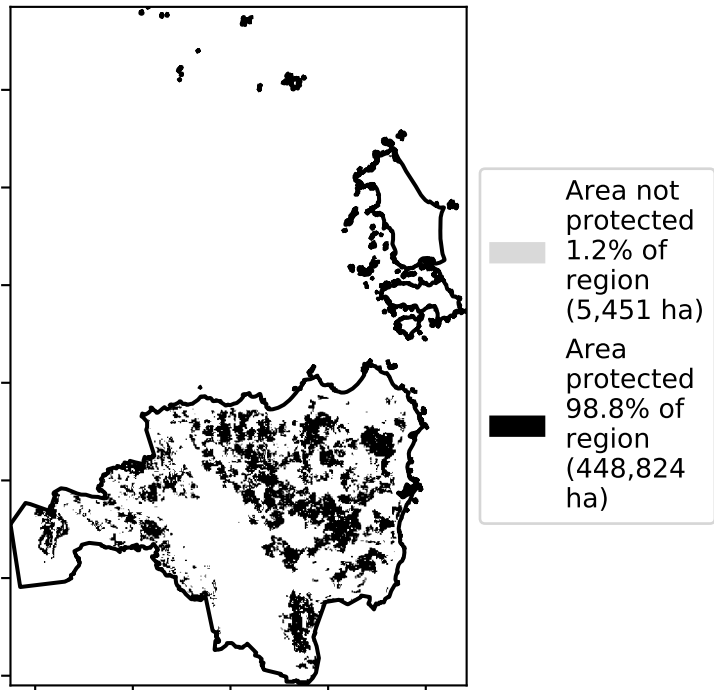 Area not
protected
1.2% of
region
(5,451 ha)
Area
protected
98.8% of
region
(448,824
ha)